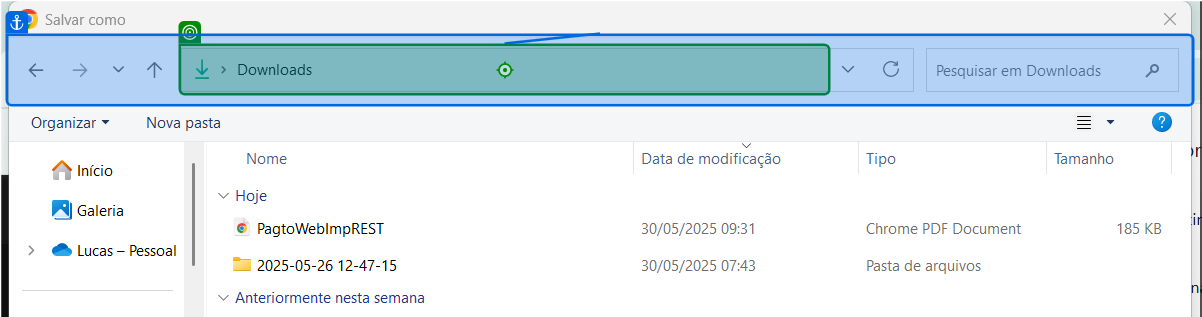 Salvar como
Downloads Pesquisar em Downloads
Organizar Nova pasta ?
Nome Data de modificação Tipo Tamanho
Início
Hoje
Galeria
PagtoWebImpREST 30/05/2025 09:31 Chrome PDF Document 185 KB
Lucas – Pessoal
2025-05-26 12-47-15 30/05/2025 07:43 Pasta de arquivos
Anteriormente nesta semana